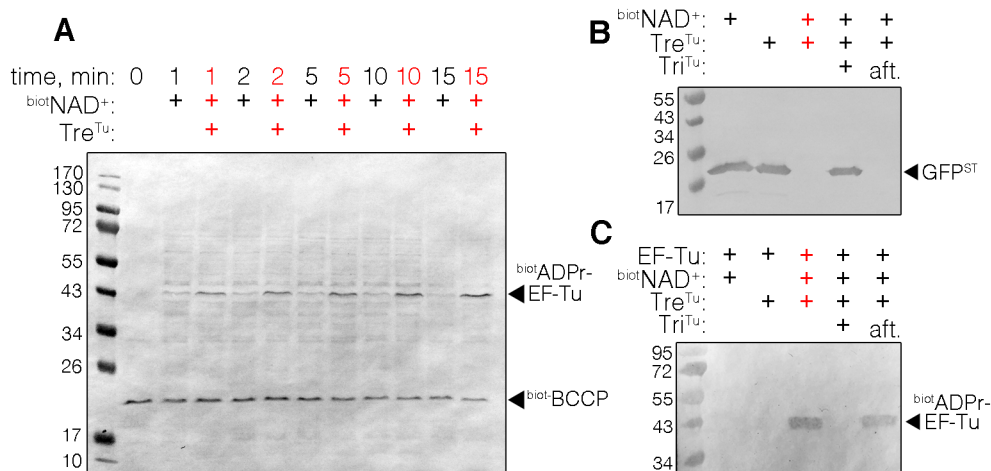 A
time, min: 0 1 1 2 2 5 5 10 10 15 15
biotNAD+: + + + + + + + + + +
TreTu: + + + + +
170
130
95
72
55
43
34
26
17
10
biotADPr-
EF-Tu
biot-BCCP
B
biotNAD+: + + + +
TreTu: + + + +
TriTu: + aft.
55
43
34
26
17
GFPST
C
EF-Tu: + + + + +
biotNAD+: + + + +
TreTu: + + + +
TriTu: + aft.
95
72
55
43
34
biotADPr-
EF-Tu